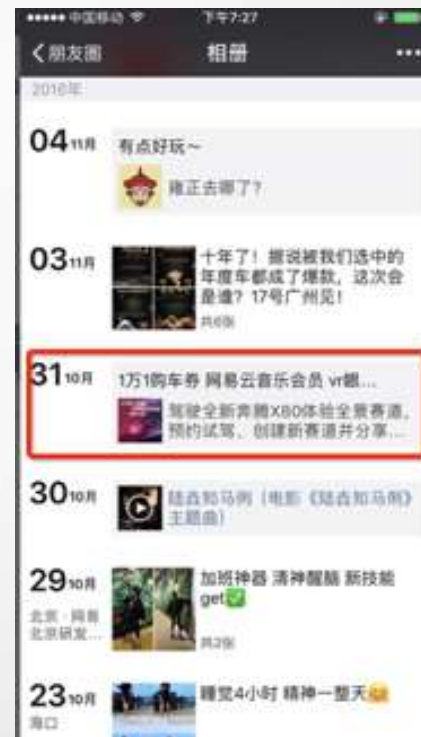 中国移动
下午7:27
朋友圈
相册
2016年
04 11月
有点好玩~
雍正去哪了?
03 11月
十年了!据说被我们选中的
年度车都成了爆款,这次会
是谁?17号广州见!
共6张
31 10月
1万1购车券 网易云音乐会员 vr眼...
驾驶全新奔腾X80体验全景赛道,
预约试驾、创建新赛道并分享...
30 10月
陆垚知马俐(电影《陆垚知马俐》
主题曲)
29 10月
加班神器 清神醒脑 新技能
get✅
北京·网易
北京研发...
共2张
23 10月
睡觉4小时 精神一整天
海口